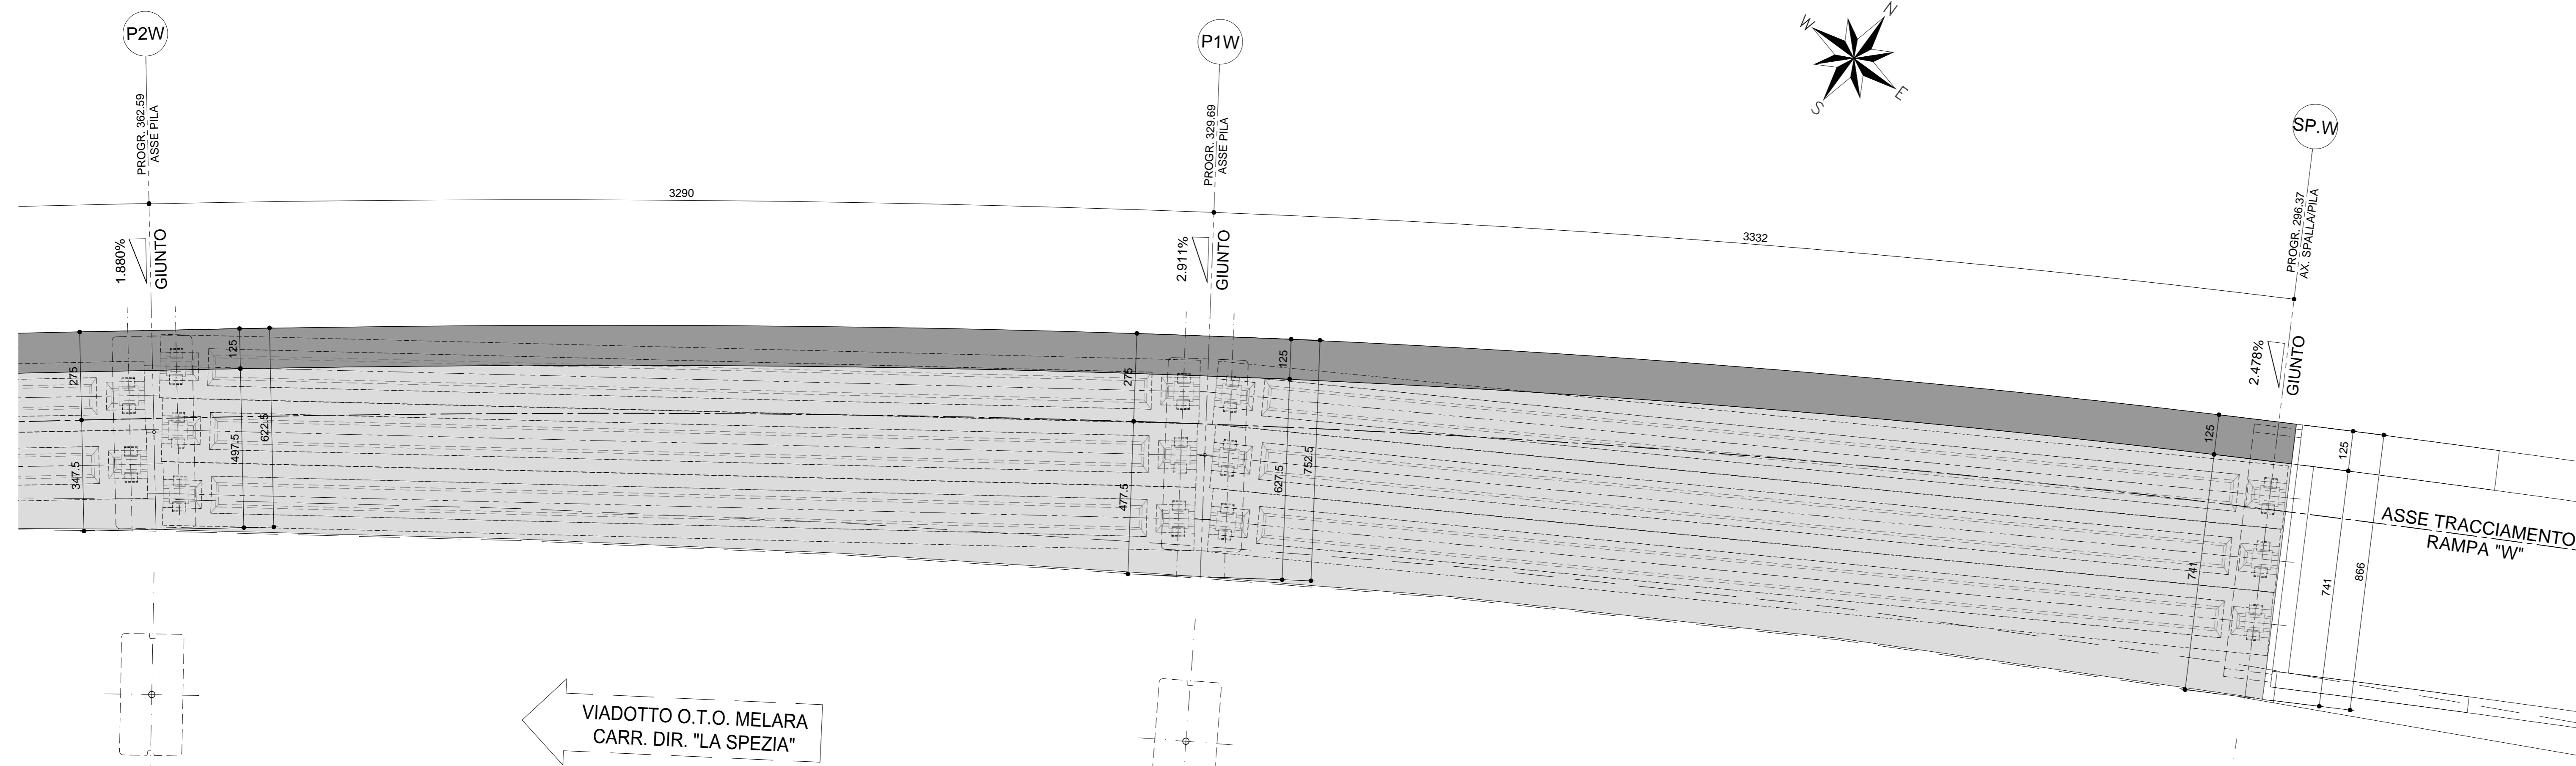 P2W
P1W
SP.W
W
N
S
E
PROGR. 362.59
ASSE PILA
PROGR. 329.69
ASSE PILA
PROGR. 296.37
AX. SPALLA/PILA
3290
3332
1.880%
GIUNTO
2.911%
GIUNTO
2.478%
GIUNTO
275
347.5
125
497.5
622.5
275
477.5
125
627.5
752.5
125
741
125
741
866
ASSE TRACCIAMENTO
RAMPA "W"
VIADOTTO O.T.O. MELARA
CARR. DIR. "LA SPEZIA"